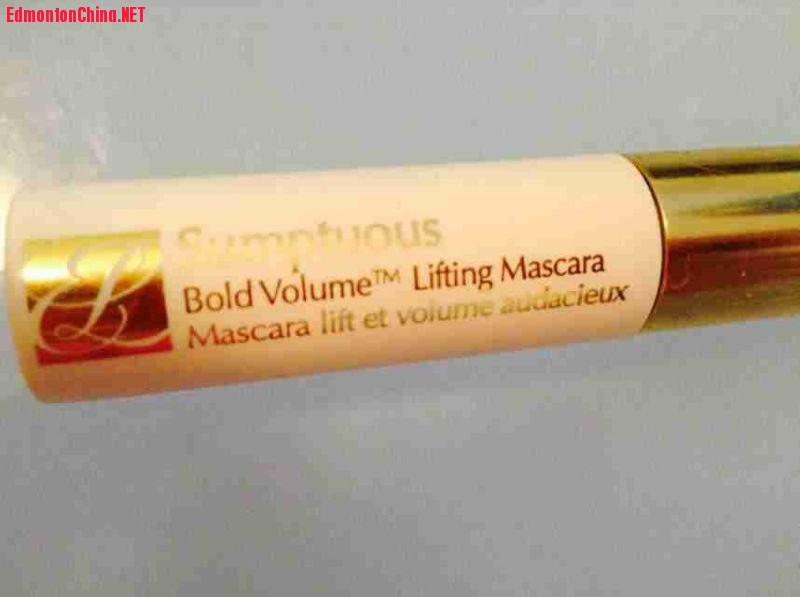 EdmontonChina.NET
Sumptuous
Bold Volume™ Lifting Mascara
Mascara lift et volume audacieux